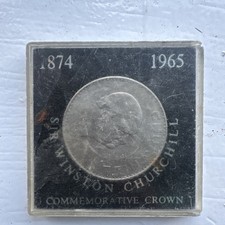 1874 1965
SIR WINSTON CHURCHILL
COMMEMORATIVE CROWN